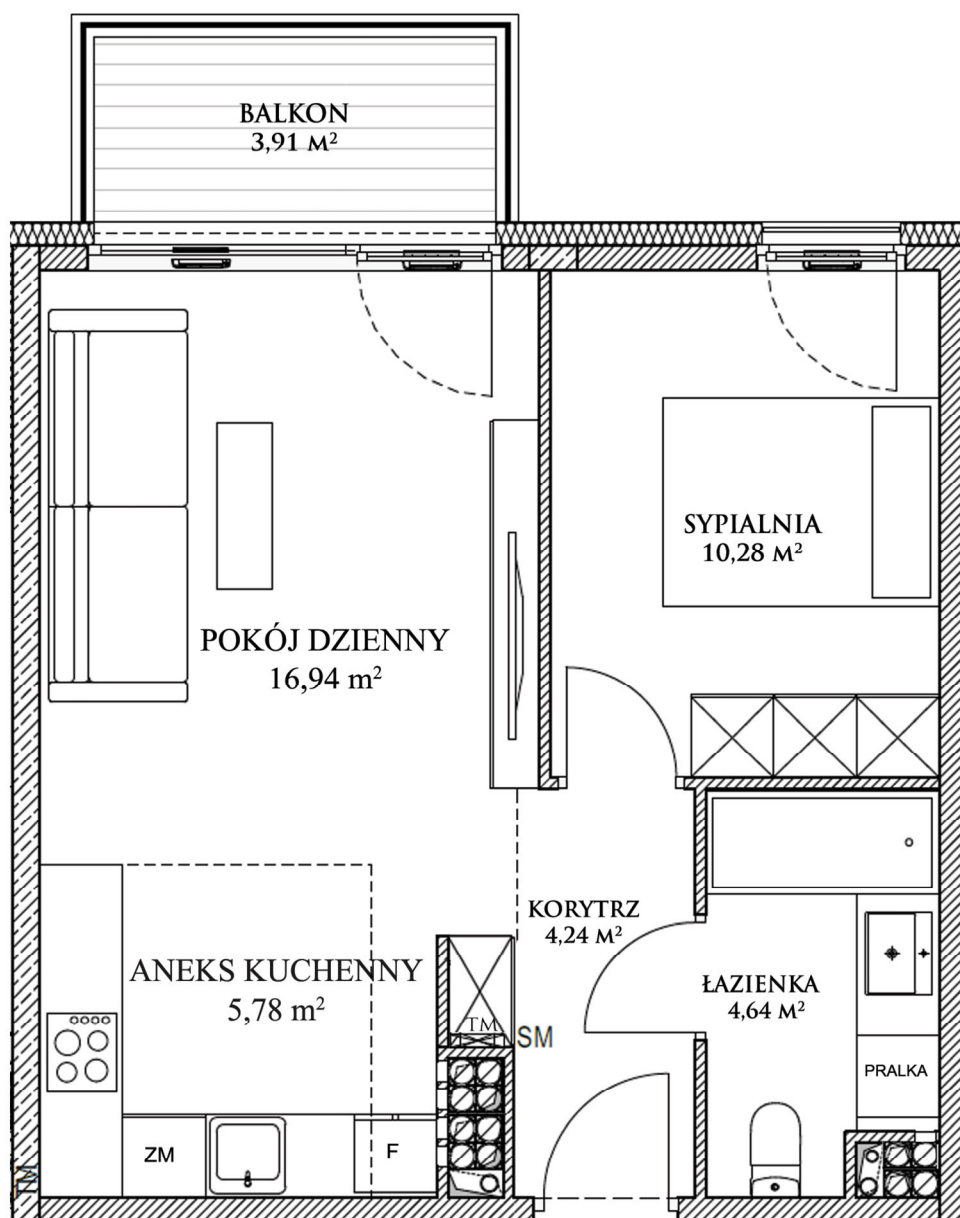 BALKON
3,91 M²
SYPIALNIA
10,28 M²
POKÓJ DZIENNY
16,94 m²
KORYTRZ
4,24 M²
ANEKS KUCHENNY
5,78 m²
ŁAZIENKA
4,64 M²
TM
SM
PRALKA
ZM
F
TM